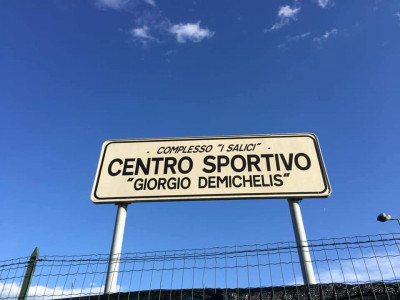 - COMPLESSO "I SALICI" -
CENTRO SPORTIVO
"GIORGIO DEMICHELIS"